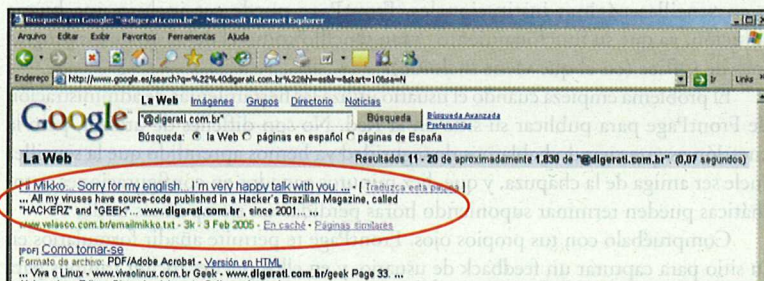 Búsqueda en Google: "@digerati.com.br" - Microsoft Internet Explorer
Arquivo Editar Exibir Favoritos Ferramentas Ajuda
Endereço http://www.google.es/search?q=%22%40digerati.com.br%22&hl=es&lr=&start=10&sa=N Ir Links
La Web Imágenes Grupos Directorio Noticias
Google "@digerati.com.br" Búsqueda Búsqueda Avanzada
Preferencias
Búsqueda: la Web páginas en español páginas de España
La Web Resultados 11 - 20 de aproximadamente 1.830 de "@digerati.com.br". (0,07 segundos)
Hi Mikko... Sorry for my english... I'm very happy talk with you ... - [ Traduzca esta página ]
... All my viruses have source-code published in a Hacker's Brazilian Magazine, called
"HACKERZ" and "GEEK"... www.digerati.com.br , since 2001... ...
www.velasco.com.br/emailmikko.txt - 3k - 3 Feb 2005 - En caché - Páginas similares
[PDF] Como tornar-se
Formato de archivo: PDF/Adobe Acrobat - Versión en HTML
... Viva o Linux - www.vivaolinux.com.br Geek - www.digerati.com.br/geek Page 33. ...